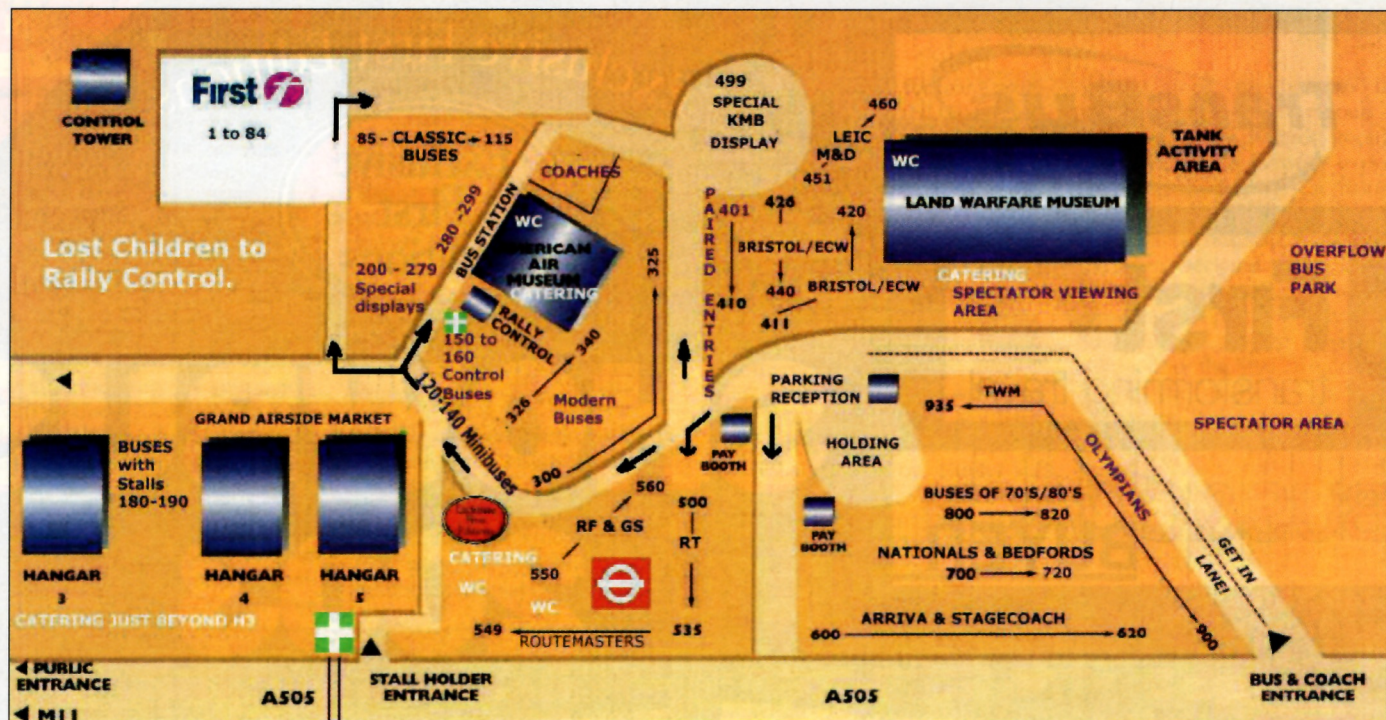 CONTROL
TOWER
First
1 to 84
85 - CLASSIC 115
BUSES
499
SPECIAL
KMB
DISPLAY
460
LEIC
M&D
451
WC
LAND WARFARE MUSEUM
TANK
ACTIVITY
AREA
CATERING
SPECTATOR VIEWING
AREA
OVERFLOW
BUS
PARK
SPECTATOR AREA
Lost Children to
Rally Control.
200 - 279
Special
displays
280 -299
BUS STATION
COACHES
WC
AMERICAN
AIR
MUSEUM
CATERING
RALLY
CONTROL
150 to
160
Control
Buses
120-140 Minibuses
326
340
Modern
Buses
300
325
PAIRED ENTRIES
401
410
426
BRISTOL/ECW
440
420
BRISTOL/ECW
411
PARKING
RECEPTION
HOLDING
AREA
PAY
BOOTH
PAY
BOOTH
935
TWM
OLYMPIANS
900
GET IN
LANE!
BUSES OF 70'S/80'S
800
820
NATIONALS & BEDFORDS
700
720
ARRIVA & STAGECOACH
600
620
GRAND AIRSIDE MARKET
BUSES
with
Stalls
180-190
HANGAR
3
HANGAR
4
HANGAR
5
CATERING JUST BEYOND H3
CATERING
WC
WC
560
RF & GS
550
500
RT
535
549
ROUTEMASTERS
PUBLIC
ENTRANCE
M11
A505
STALL HOLDER
ENTRANCE
A505
BUS & COACH
ENTRANCE